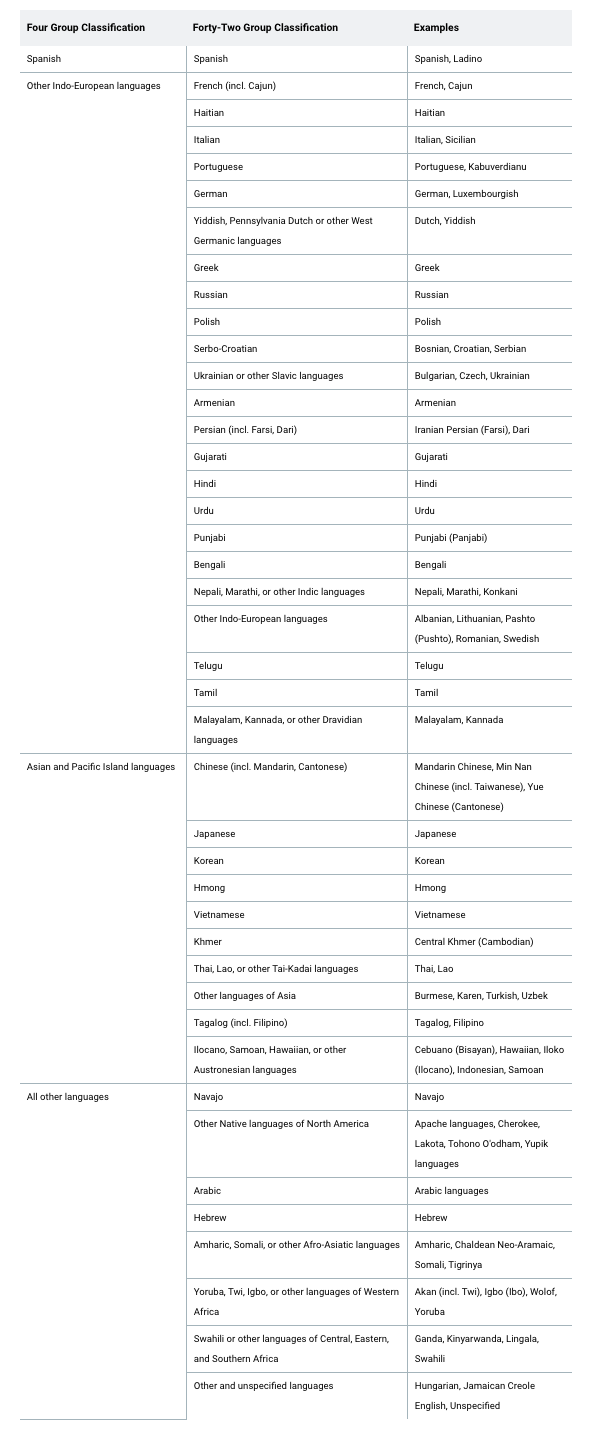 Four Group Classification Forty-Two Group Classification Examples
Spanish Spanish Spanish, Ladino
Other Indo-European languages French (incl. Cajun) French, Cajun
Haitian Haitian
Italian Italian, Sicilian
Portuguese Portuguese, Kabuverdianu
German German, Luxembourgish
Yiddish, Pennsylvania Dutch or other West Dutch, Yiddish
Germanic languages
Greek Greek
Russian Russian
Polish Polish
Serbo-Croatian Bosnian, Croatian, Serbian
Ukrainian or other Slavic languages Bulgarian, Czech, Ukrainian
Armenian Armenian
Persian (incl. Farsi, Dari) Iranian Persian (Farsi), Dari
Gujarati Gujarati
Hindi Hindi
Urdu Urdu
Punjabi Punjabi (Panjabi)
Bengali Bengali
Nepali, Marathi, or other Indic languages Nepali, Marathi, Konkani
Other Indo-European languages Albanian, Lithuanian, Pashto
(Pushto), Romanian, Swedish
Telugu Telugu
Tamil Tamil
Malayalam, Kannada, or other Dravidian Malayalam, Kannada
languages
Asian and Pacific Island languages Chinese (incl. Mandarin, Cantonese) Mandarin Chinese, Min Nan
Chinese (incl. Taiwanese), Yue
Chinese (Cantonese)
Japanese Japanese
Korean Korean
Hmong Hmong
Vietnamese Vietnamese
Khmer Central Khmer (Cambodian)
Thai, Lao, or other Tai-Kadai languages Thai, Lao
Other languages of Asia Burmese, Karen, Turkish, Uzbek
Tagalog (incl. Filipino) Tagalog, Filipino
Ilocano, Samoan, Hawaiian, or other Cebuano (Bisayan), Hawaiian, Iloko
Austronesian languages (Ilocano), Indonesian, Samoan
All other languages Navajo Navajo
Other Native languages of North America Apache languages, Cherokee,
Lakota, Tohono O'odham, Yupik
languages
Arabic Arabic languages
Hebrew Hebrew
Amharic, Somali, or other Afro-Asiatic languages Amharic, Chaldean Neo-Aramaic,
Somali, Tigrinya
Yoruba, Twi, Igbo, or other languages of Western Akan (incl. Twi), Igbo (Ibo), Wolof,
Africa Yoruba
Swahili or other languages of Central, Eastern, Ganda, Kinyarwanda, Lingala,
and Southern Africa Swahili
Other and unspecified languages Hungarian, Jamaican Creole
English, Unspecified